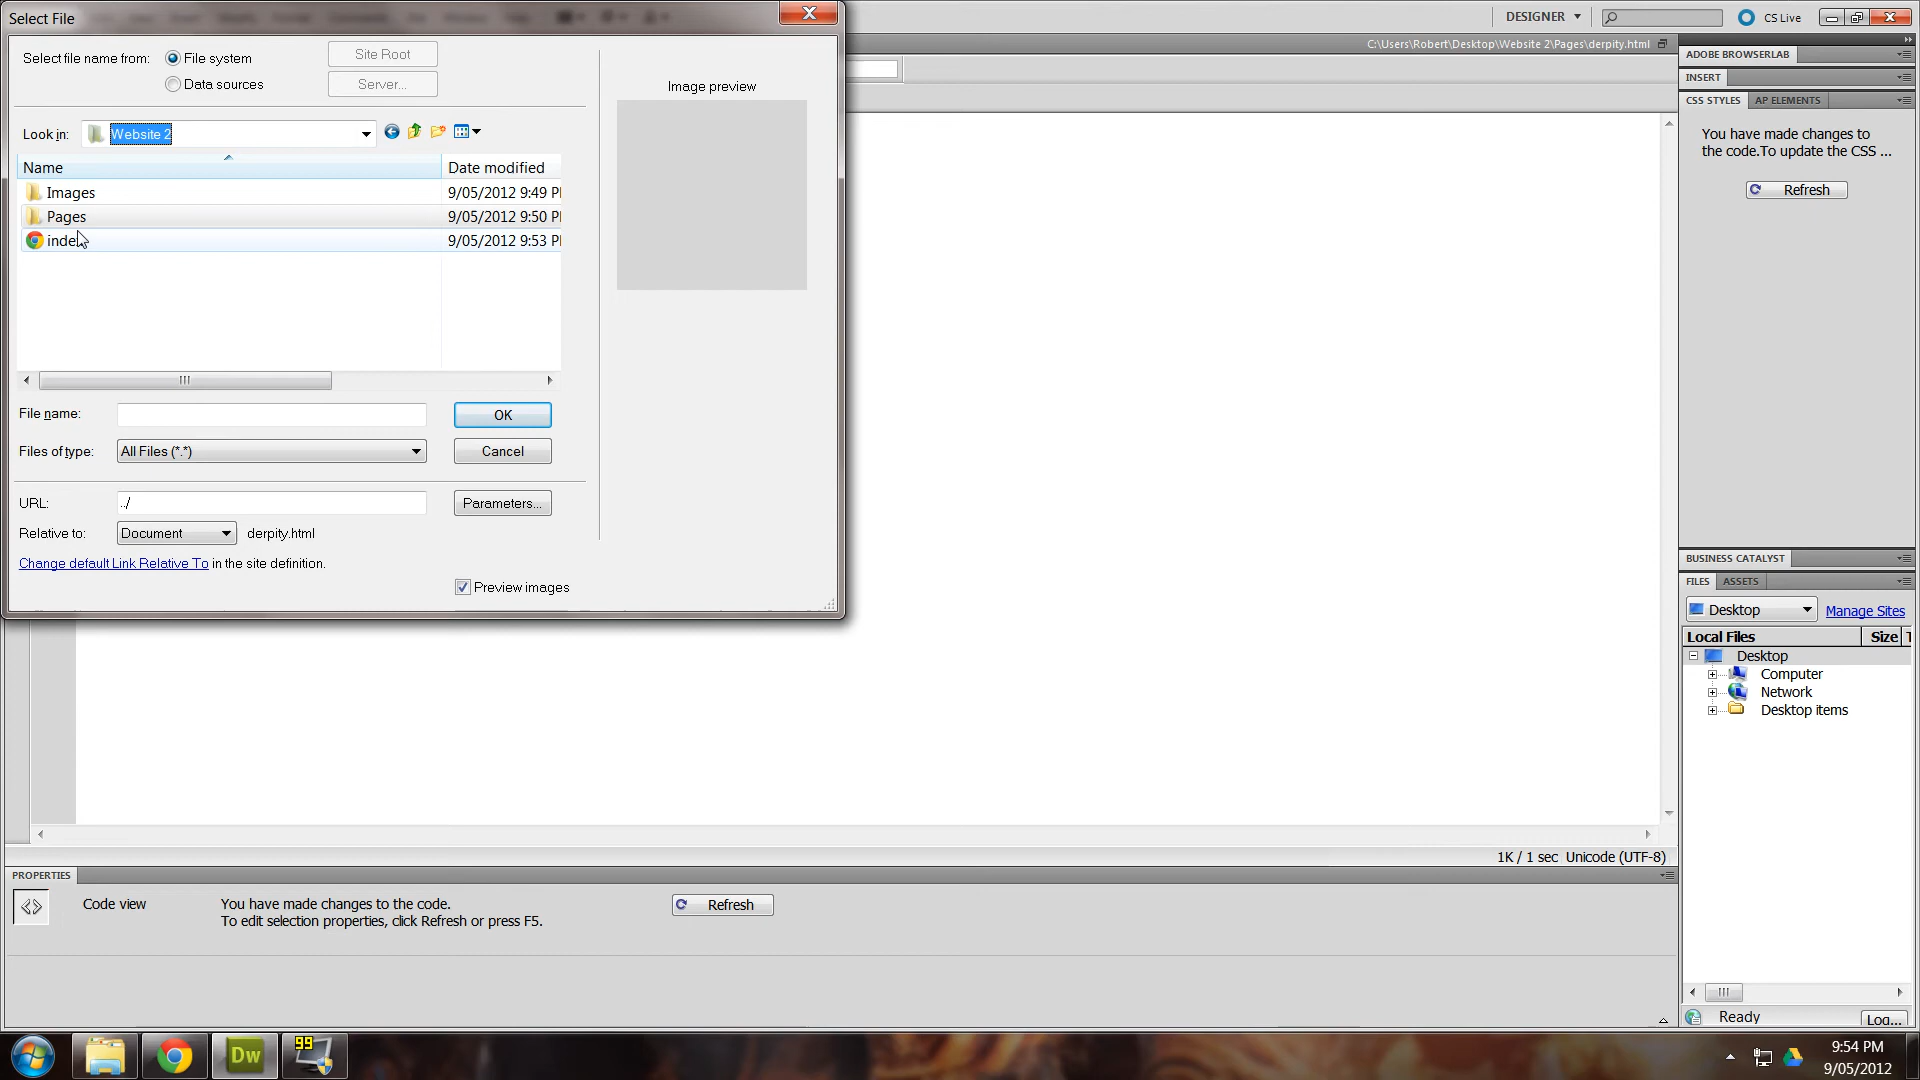 Select File
DESIGNER
CS Live
C:\Users\Robert\Desktop\Website 2\Pages\derpity.html
Select file name from:
File system
Site Root
Data sources
Server...
Image preview
Look in:
Website 2
Name
Date modified
Images
9/05/2012 9:49 P
Pages
9/05/2012 9:50 P
index
9/05/2012 9:53 P
File name:
OK
Files of type:
All Files (*.*)
Cancel
URL:
../
Parameters...
Relative to:
Document
derpity.html
Change default Link Relative To in the site definition.
Preview images
ADOBE BROWSERLAB
INSERT
CSS STYLES
AP ELEMENTS
You have made changes to
the code.To update the CSS ...
Refresh
BUSINESS CATALYST
FILES
ASSETS
Desktop
Manage Sites
Local Files
Size
Desktop
Computer
Network
Desktop items
Ready
Log...
1K / 1 sec Unicode (UTF-8)
PROPERTIES
Code view
You have made changes to the code.
To edit selection properties, click Refresh or press F5.
Refresh
Dw
99
9:54 PM
9/05/2012